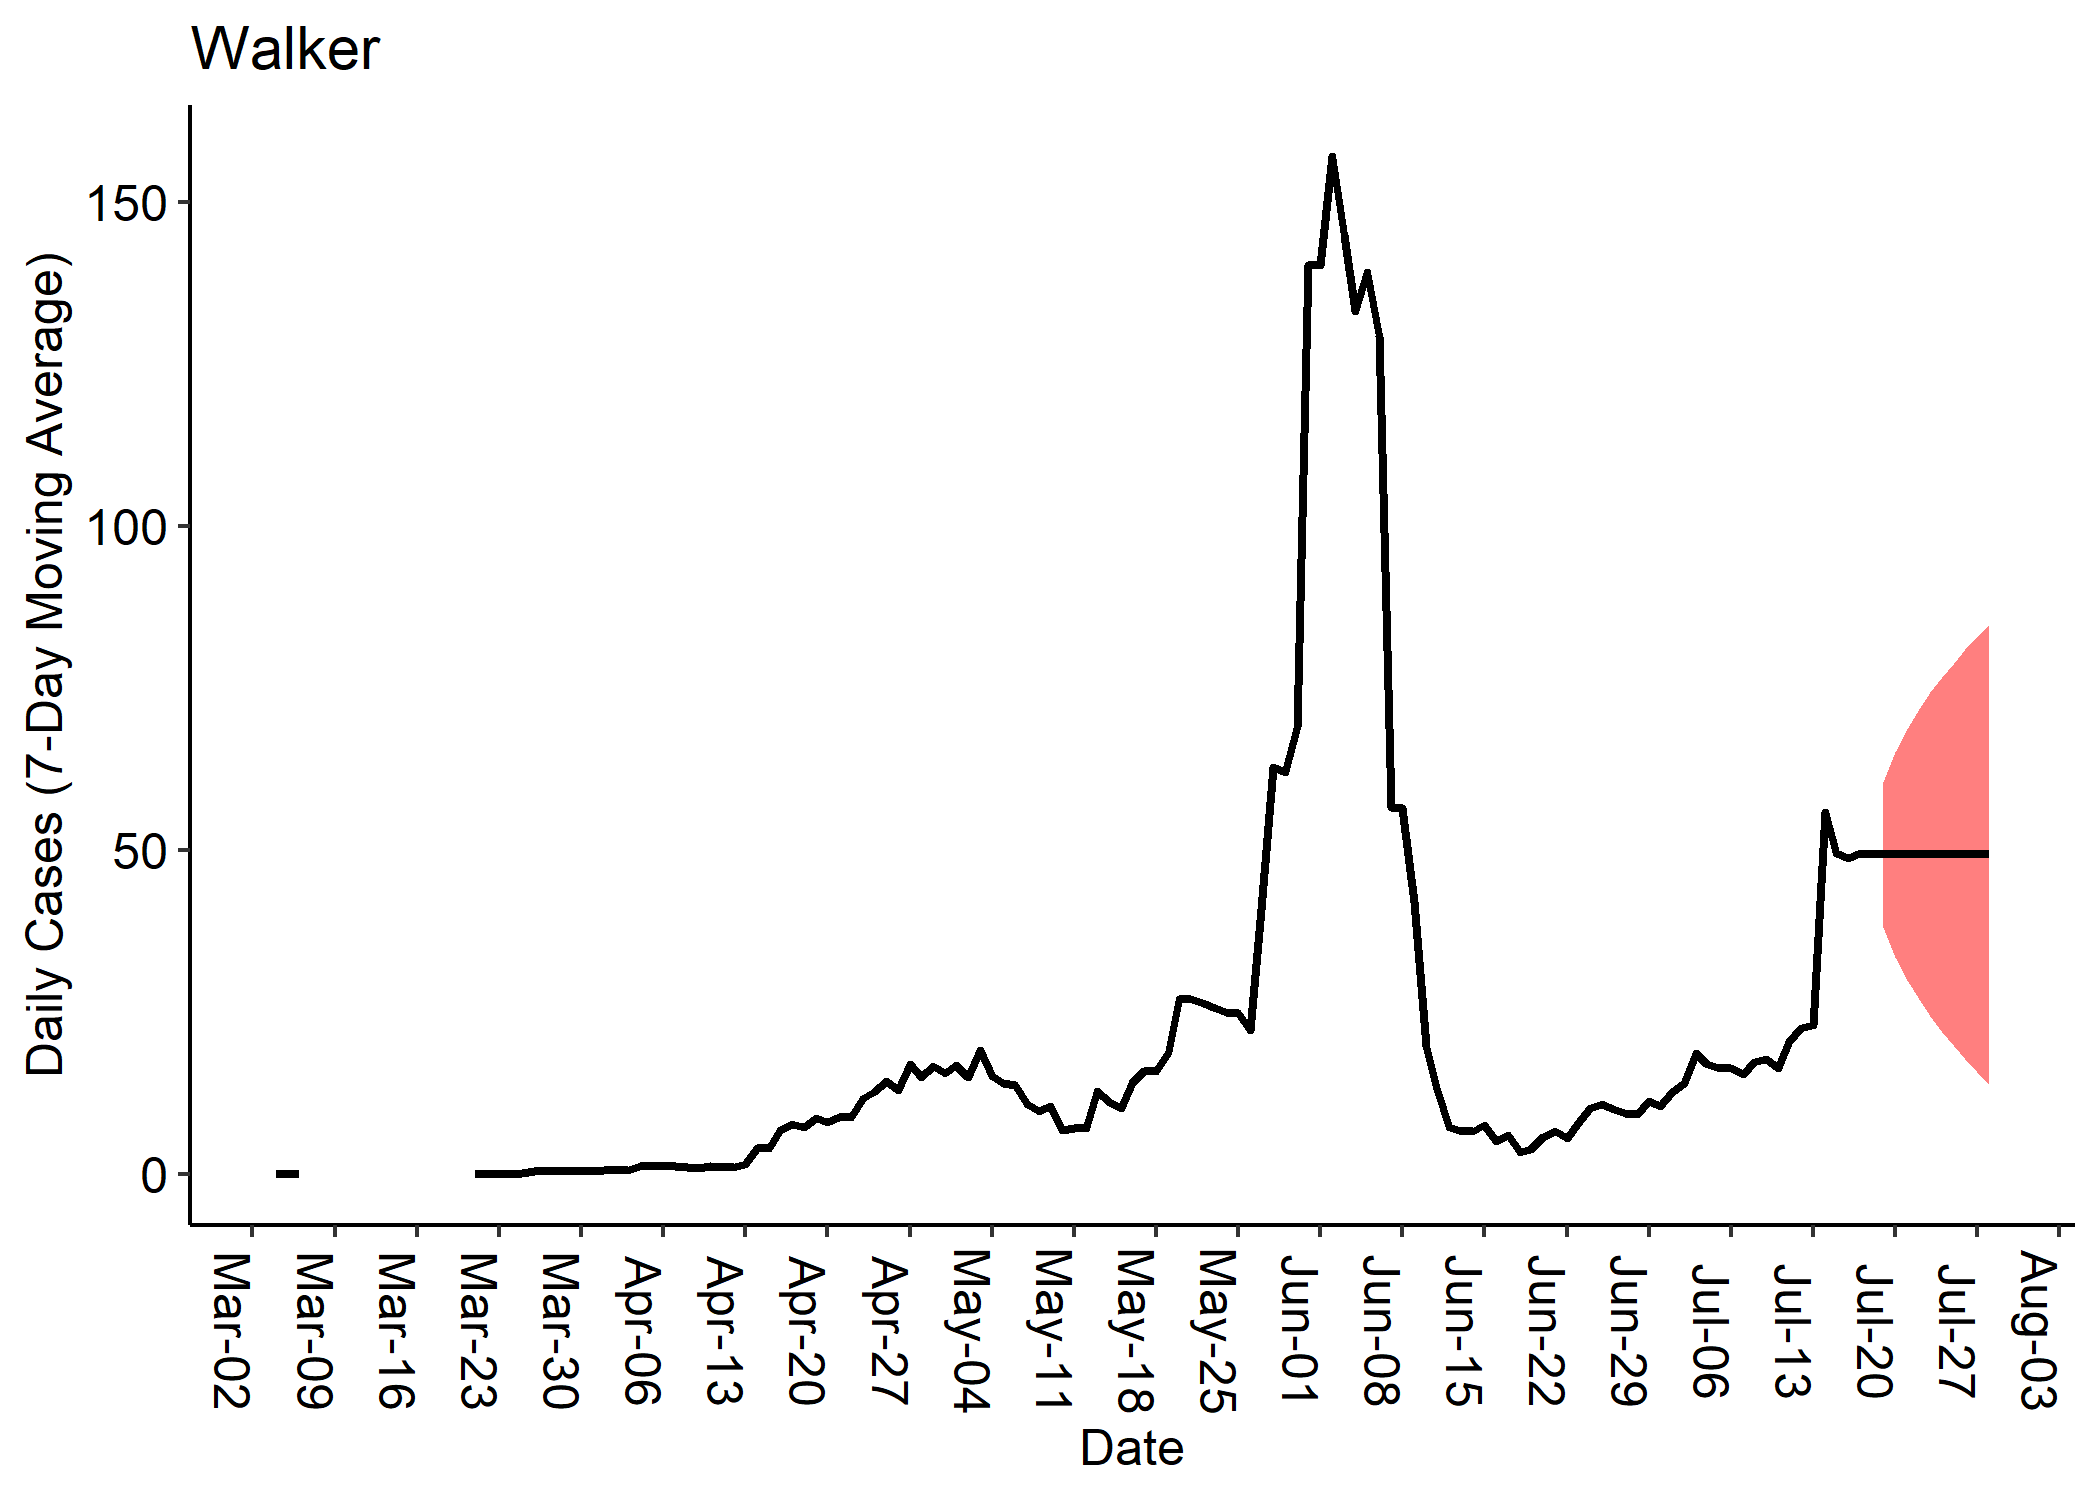 Walker
Daily Cases (7-Day Moving Average)
150
100
50
0
Mar-02
Mar-09
Mar-16
Mar-23
Mar-30
Apr-06
Apr-13
Apr-20
Apr-27
May-04
May-11
May-18
May-25
Jun-01
Jun-08
Jun-15
Jun-22
Jun-29
Jul-06
Jul-13
Jul-20
Jul-27
Aug-03
Date